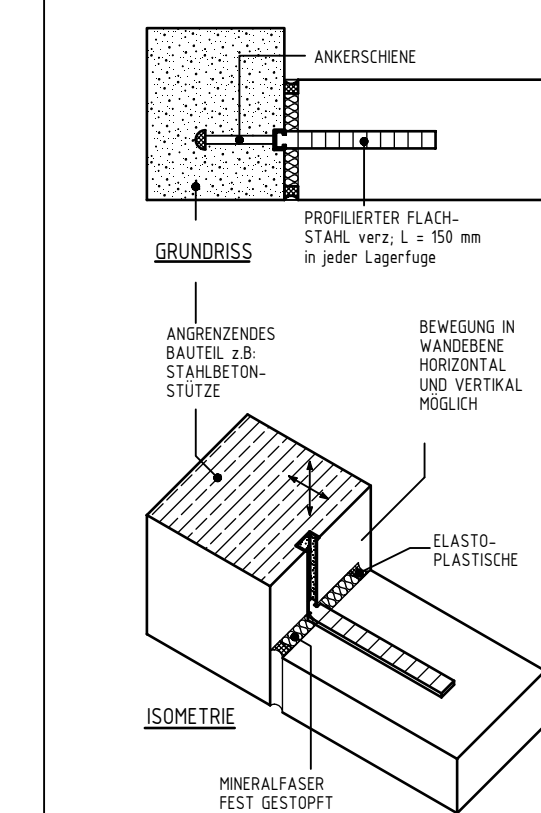 ANKERSCHIENE
PROFILIERTER FLACH-
STAHL verz; L = 150 mm
in jeder Lagerfuge
GRUNDRISS
ANGRENZENDES
BAUTEIL z.B:
STAHLBETON-
STÜTZE
BEWEGUNG IN
WANDEBENE
HORIZONTAL
UND VERTIKAL
MÖGLICH
ELASTO-
PLASTISCHE
ISOMETRIE
MINERALFASER
FEST GESTOPFT